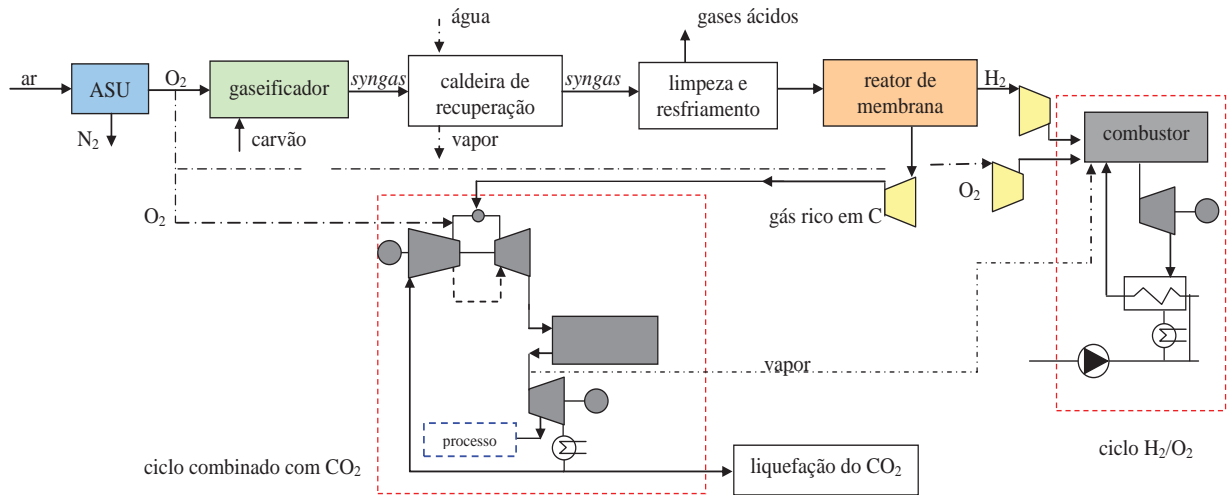 água
gases ácidos
ar
ASU
O₂
gaseificador
syngas
caldeira de
recuperação
syngas
limpeza e
resfriamento
reator de
membrana
H₂
combustor
N₂
carvão
vapor
O₂
gás rico em C
O₂
vapor
processo
ciclo combinado com CO₂
liquefação do CO₂
ciclo H₂/O₂